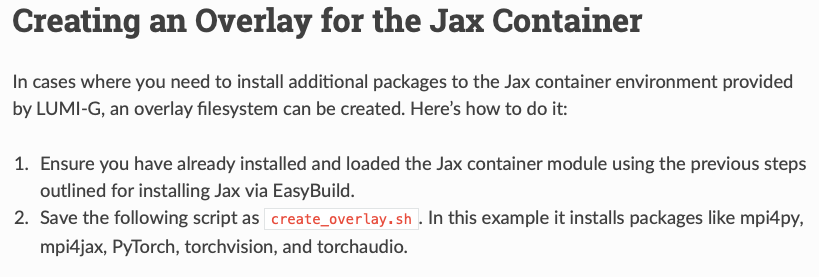 Creating an Overlay for the Jax Container
In cases where you need to install additional packages to the Jax container environment provided
by LUMI-G, an overlay filesystem can be created. Here’s how to do it:
1. Ensure you have already installed and loaded the Jax container module using the previous steps
outlined for installing Jax via EasyBuild.
2. Save the following script as create_overlay.sh. In this example it installs packages like mpi4py,
mpi4jax, PyTorch, torchvision, and torchaudio.